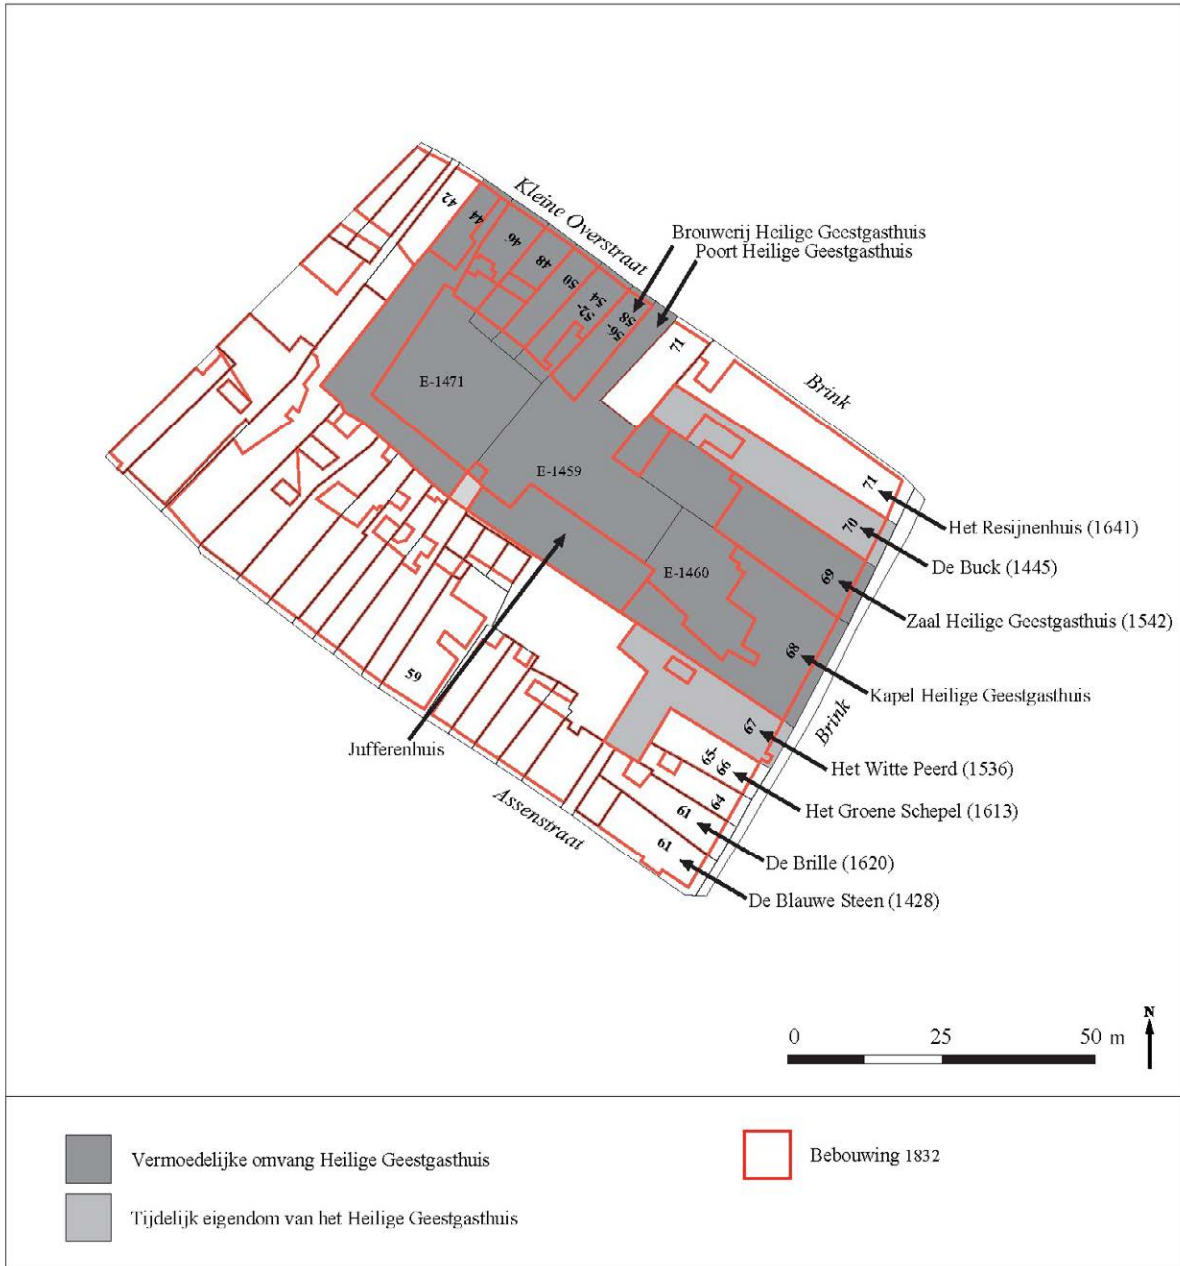 Kleine Overstraat
Brouwerij Heilige Geestgasthuis
Poort Heilige Geestgasthuis
42
44
46
48
50
52-
54
56-
58
71
Brink
E-1471
E-1459
E-1460
71
Het Resijnenhuis (1641)
70
De Buck (1445)
69
Zaal Heilige Geestgasthuis (1542)
68
Kapel Heilige Geestgasthuis
Brink
59
Jufferenhuis
67
Het Witte Peerd (1536)
65-
66
Het Groene Schepel (1613)
64
61
De Brille (1620)
61
De Blauwe Steen (1428)
Assenstraat
N
0 25 50 m
Vermoedelijke omvang Heilige Geestgasthuis
Bebouwing 1832
Tijdelijk eigendom van het Heilige Geestgasthuis